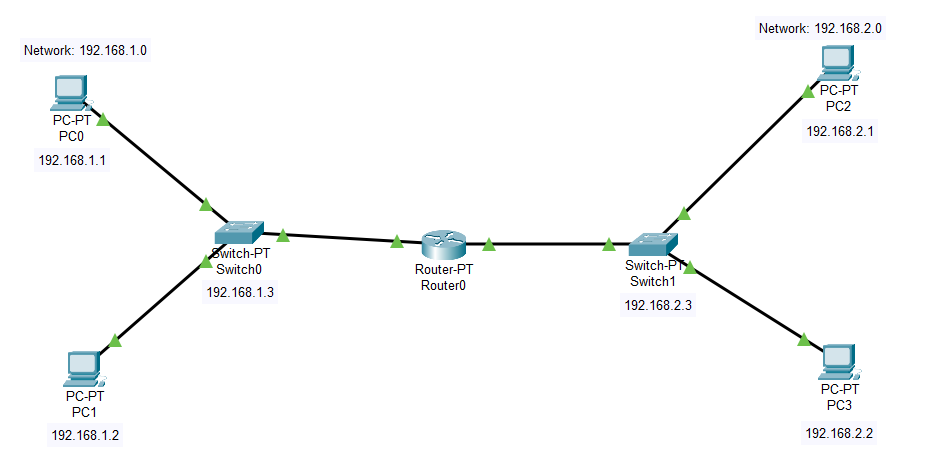 Network: 192.168.1.0
PC-PT
PC0
192.168.1.1
Switch-PT
Switch0
192.168.1.3
PC-PT
PC1
192.168.1.2
Router-PT
Router0
Network: 192.168.2.0
PC-PT
PC2
192.168.2.1
Switch-PT
Switch1
192.168.2.3
PC-PT
PC3
192.168.2.2